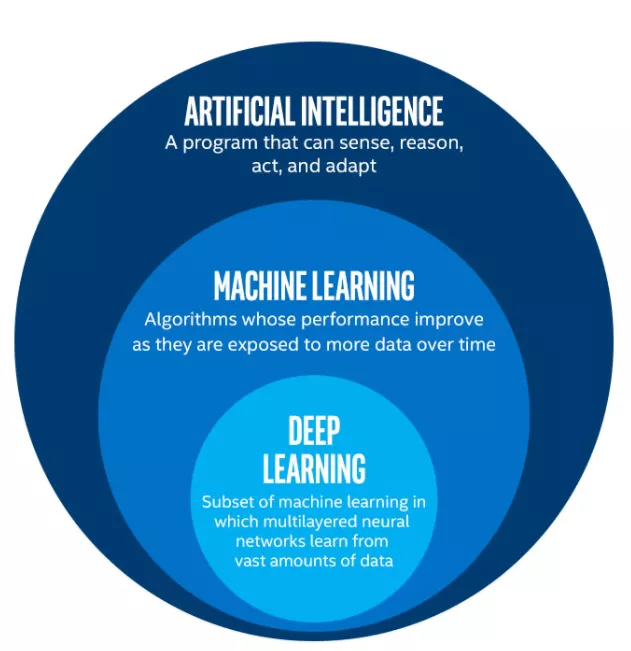 ARTIFICIAL INTELLIGENCE
A program that can sense, reason,
act, and adapt
MACHINE LEARNING
Algorithms whose performance improve
as they are exposed to more data over time
DEEP
LEARNING
Subset of machine learning in
which multilayered neural
networks learn from
vast amounts of data